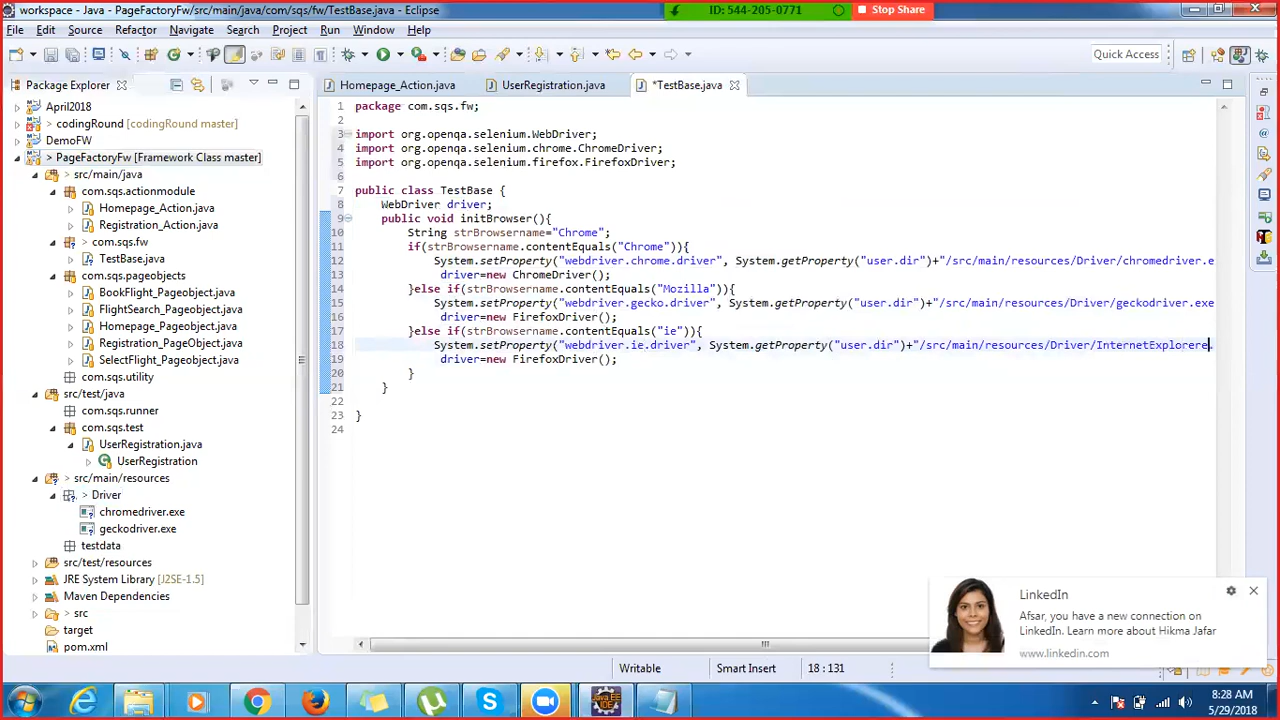 workspace - PageFactoryFw/src/main/java/com/sqs/fw/TestBase.java - Eclipse
ID: 544-205-0771
Stop Share
File Edit Source Refactor Navigate Search Project Run Window Help
Quick Access
Package Explorer
Homepage_Action.java
UserRegistration.java
*TestBase.java
April2018
> codingRound [codingRound master]
DemoFW
> PageFactoryFw [Framework Class master]
> src/main/java
com.sqs.actionmodule
Homepage_Action.java
Registration_Action.java
> com.sqs.fw
TestBase.java
com.sqs.pageobjects
BookFlight_Pageobject.java
FlightSearch_Pageobject.java
Homepage_Pageobject.java
Registration_PageObject.java
SelectFlight_Pageobject.java
com.sqs.utility
src/test/java
com.sqs.runner
com.sqs.test
UserRegistration.java
UserRegistration
> src/main/resources
> Driver
chromedriver.exe
geckodriver.exe
testdata
src/test/resources
JRE System Library [J2SE-1.5]
Maven Dependencies
> src
target
pom.xml
1 package com.sqs.fw;
2
3 import org.openqa.selenium.WebDriver;
4 import org.openqa.selenium.chrome.ChromeDriver;
5 import org.openqa.selenium.firefox.FirefoxDriver;
6
7 public class TestBase {
8 WebDriver driver;
9 public void initBrowser(){
10 String strBrowsername="Chrome";
11 if(strBrowsername.contentEquals("Chrome")){
12 System.setProperty("webdriver.chrome.driver", System.getProperty("user.dir")+"/src/main/resources/Driver/chromedriver.e
13 driver=new ChromeDriver();
14 }else if(strBrowsername.contentEquals("Mozilla")){
15 System.setProperty("webdriver.gecko.driver", System.getProperty("user.dir")+"/src/main/resources/Driver/geckodriver.exe
16 driver=new FirefoxDriver();
17 }else if(strBrowsername.contentEquals("ie")){
18 System.setProperty("webdriver.ie.driver", System.getProperty("user.dir")+"/src/main/resources/Driver/InternetExplorere.
19 driver=new FirefoxDriver();
20 }
21 }
22
23 }
24
LinkedIn
Afsar, you have a new connection on
LinkedIn. Learn more about Hikma Jafar
www.linkedin.com
Writable
Smart Insert
18 : 131
8:28 AM
5/29/2018